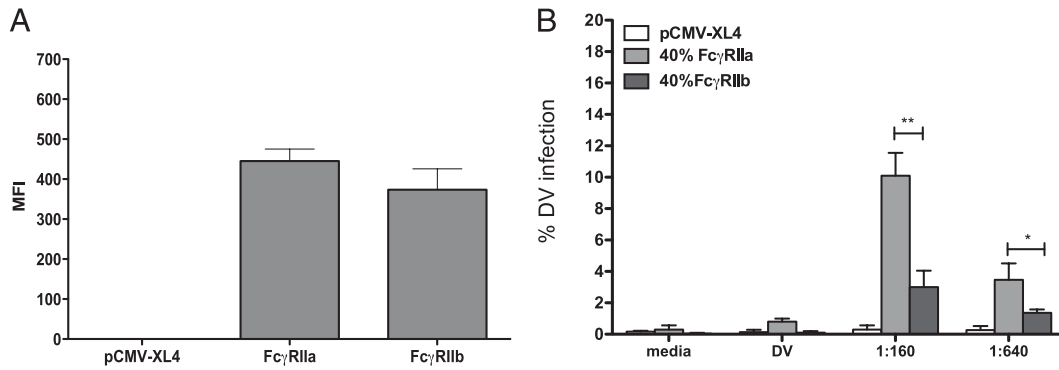 A
MFI
700
600
500
400
300
200
100
0
pCMV-XL4
FcγRIIa
FcγRIIb
B
% DV infection
20
18
16
14
12
10
8
6
4
2
0
pCMV-XL4
40% FcγRIIa
40%FcγRIIb
**
*
media
DV
1:160
1:640